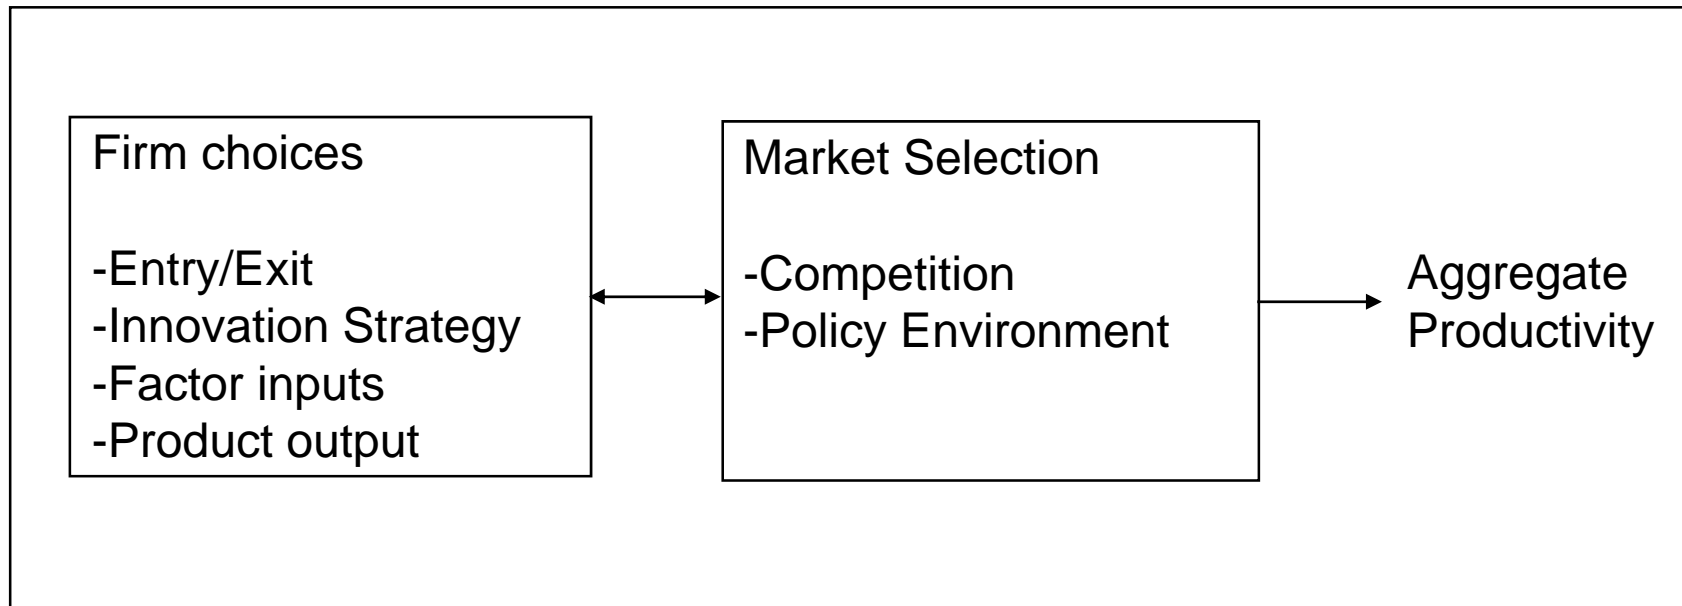 Firm choices
-Entry/Exit
-Innovation Strategy
-Factor inputs
-Product output
Market Selection
-Competition
-Policy Environment
Aggregate
Productivity